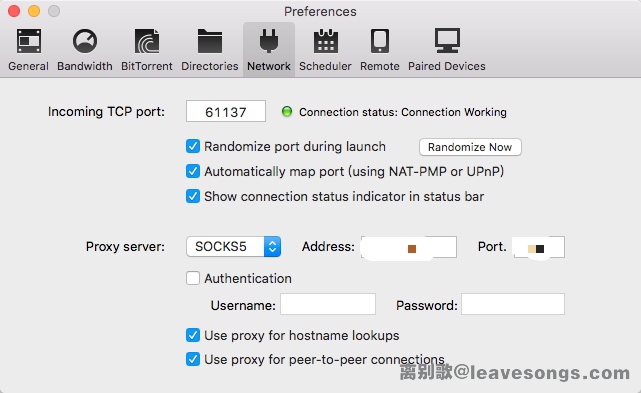 Preferences
General Bandwidth BitTorrent Directories Network Scheduler Remote Paired Devices
Incoming TCP port: 61137 Connection status: Connection Working
Randomize port during launch Randomize Now
Automatically map port (using NAT-PMP or UPnP)
Show connection status indicator in status bar
Proxy server: SOCKS5 Address: Port.
Authentication
Username: Password:
Use proxy for hostname lookups
Use proxy for peer-to-peer connections
离别歌@leavesongs.com